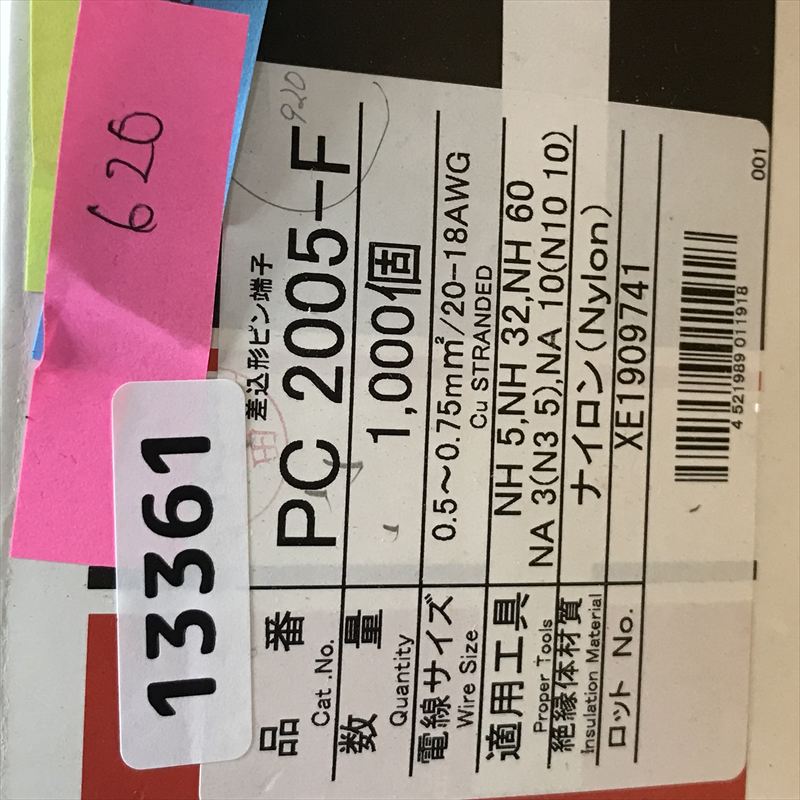 620
13361
920
差込形ピン端子
品番 PC 2005-F
Cat.No.
数量 1,000個
Quantity
電線サイズ 0.5～0.75m㎡/20-18AWG
Wire Size Cu STRANDED
適用工具 NH 5,NH 32,NH 60
Proper Tools NA 3(N3 5),NA 10(N10 10)
絶縁体材質 ナイロン(Nylon)
Insulation Material
ロット No. XE1909741
4 521989 011918
001